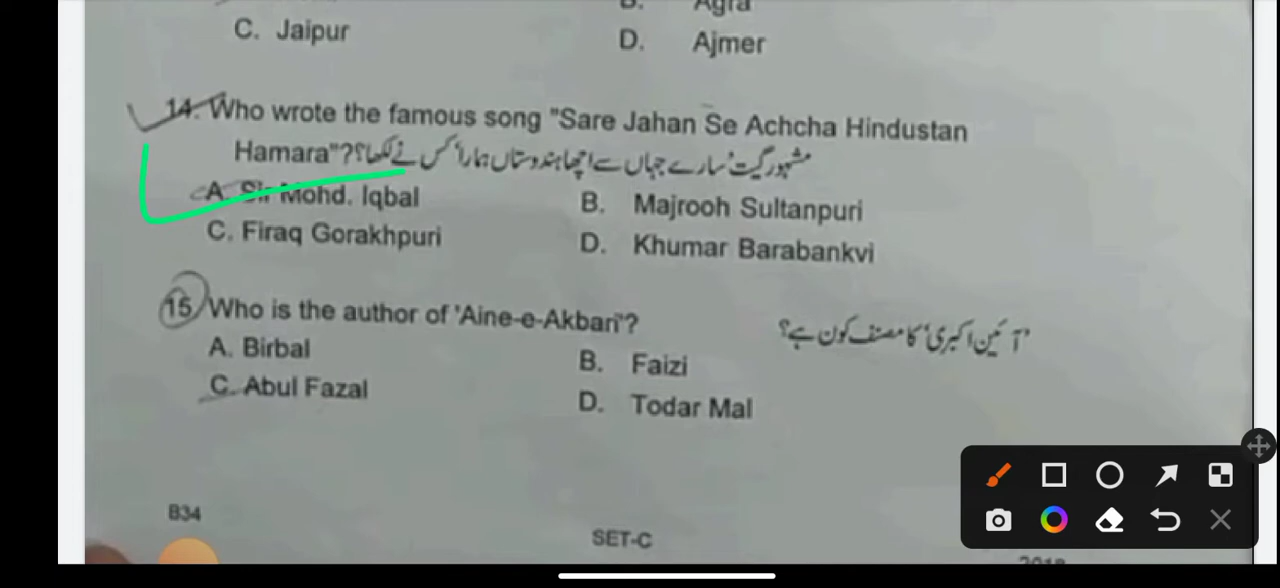 C. Jaipur
D. Ajmer
14. Who wrote the famous song "Sare Jahan Se Achcha Hindustan
Hamara"? مشہور گیت 'سارے جہاں سے اچھا ہندوستاں ہمارا' کس نے لکھا؟
A. Sir Mohd. Iqbal
B. Majrooh Sultanpuri
C. Firaq Gorakhpuri
D. Khumar Barabankvi
15. Who is the author of 'Aine-e-Akbari'? 'آئین اکبری' کا مصنف کون ہے؟
A. Birbal
B. Faizi
C. Abul Fazal
D. Todar Mal
B34
SET-C